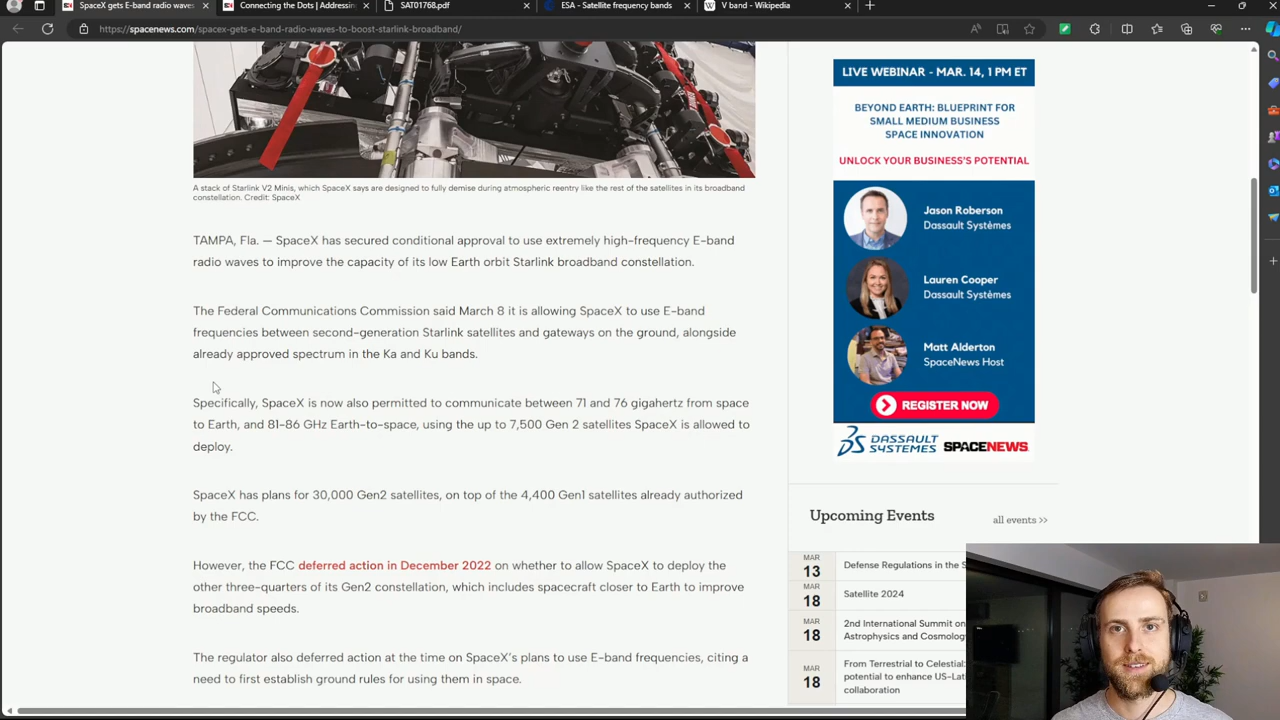 SpaceX gets E-band radio waves
Connecting the Dots | Addressing
SAT01768.pdf
ESA - Satellite frequency bands
V band - Wikipedia
https://spacenews.com/spacex-gets-e-band-radio-waves-to-boost-starlink-broadband/
A stack of Starlink V2 Minis, which SpaceX says are designed to fully demise during atmospheric reentry like the rest of the satellites in its broadband
constellation. Credit: SpaceX
TAMPA, Fla. — SpaceX has secured conditional approval to use extremely high-frequency E-band
radio waves to improve the capacity of its low Earth orbit Starlink broadband constellation.
The Federal Communications Commission said March 8 it is allowing SpaceX to use E-band
frequencies between second-generation Starlink satellites and gateways on the ground, alongside
already approved spectrum in the Ka and Ku bands.
Specifically, SpaceX is now also permitted to communicate between 71 and 76 gigahertz from space
to Earth, and 81-86 GHz Earth-to-space, using the up to 7,500 Gen 2 satellites SpaceX is allowed to
deploy.
SpaceX has plans for 30,000 Gen2 satellites, on top of the 4,400 Gen1 satellites already authorized
by the FCC.
However, the FCC deferred action in December 2022 on whether to allow SpaceX to deploy the
other three-quarters of its Gen2 constellation, which includes spacecraft closer to Earth to improve
broadband speeds.
The regulator also deferred action at the time on SpaceX's plans to use E-band frequencies, citing a
need to first establish ground rules for using them in space.
LIVE WEBINAR - MAR. 14, 1 PM ET
BEYOND EARTH: BLUEPRINT FOR
SMALL MEDIUM BUSINESS
SPACE INNOVATION
UNLOCK YOUR BUSINESS'S POTENTIAL
Jason Roberson
Dassault Systèmes
Lauren Cooper
Dassault Systèmes
Matt Alderton
SpaceNews Host
REGISTER NOW
DASSAULT
SYSTEMES
SPACENEWS
Upcoming Events
all events >>
MAR
13
Defense Regulations in the S
MAR
18
Satellite 2024
MAR
18
2nd International Summit on
Astrophysics and Cosmology
MAR
18
From Terrestrial to Celestial:
potential to enhance US-Lat
collaboration